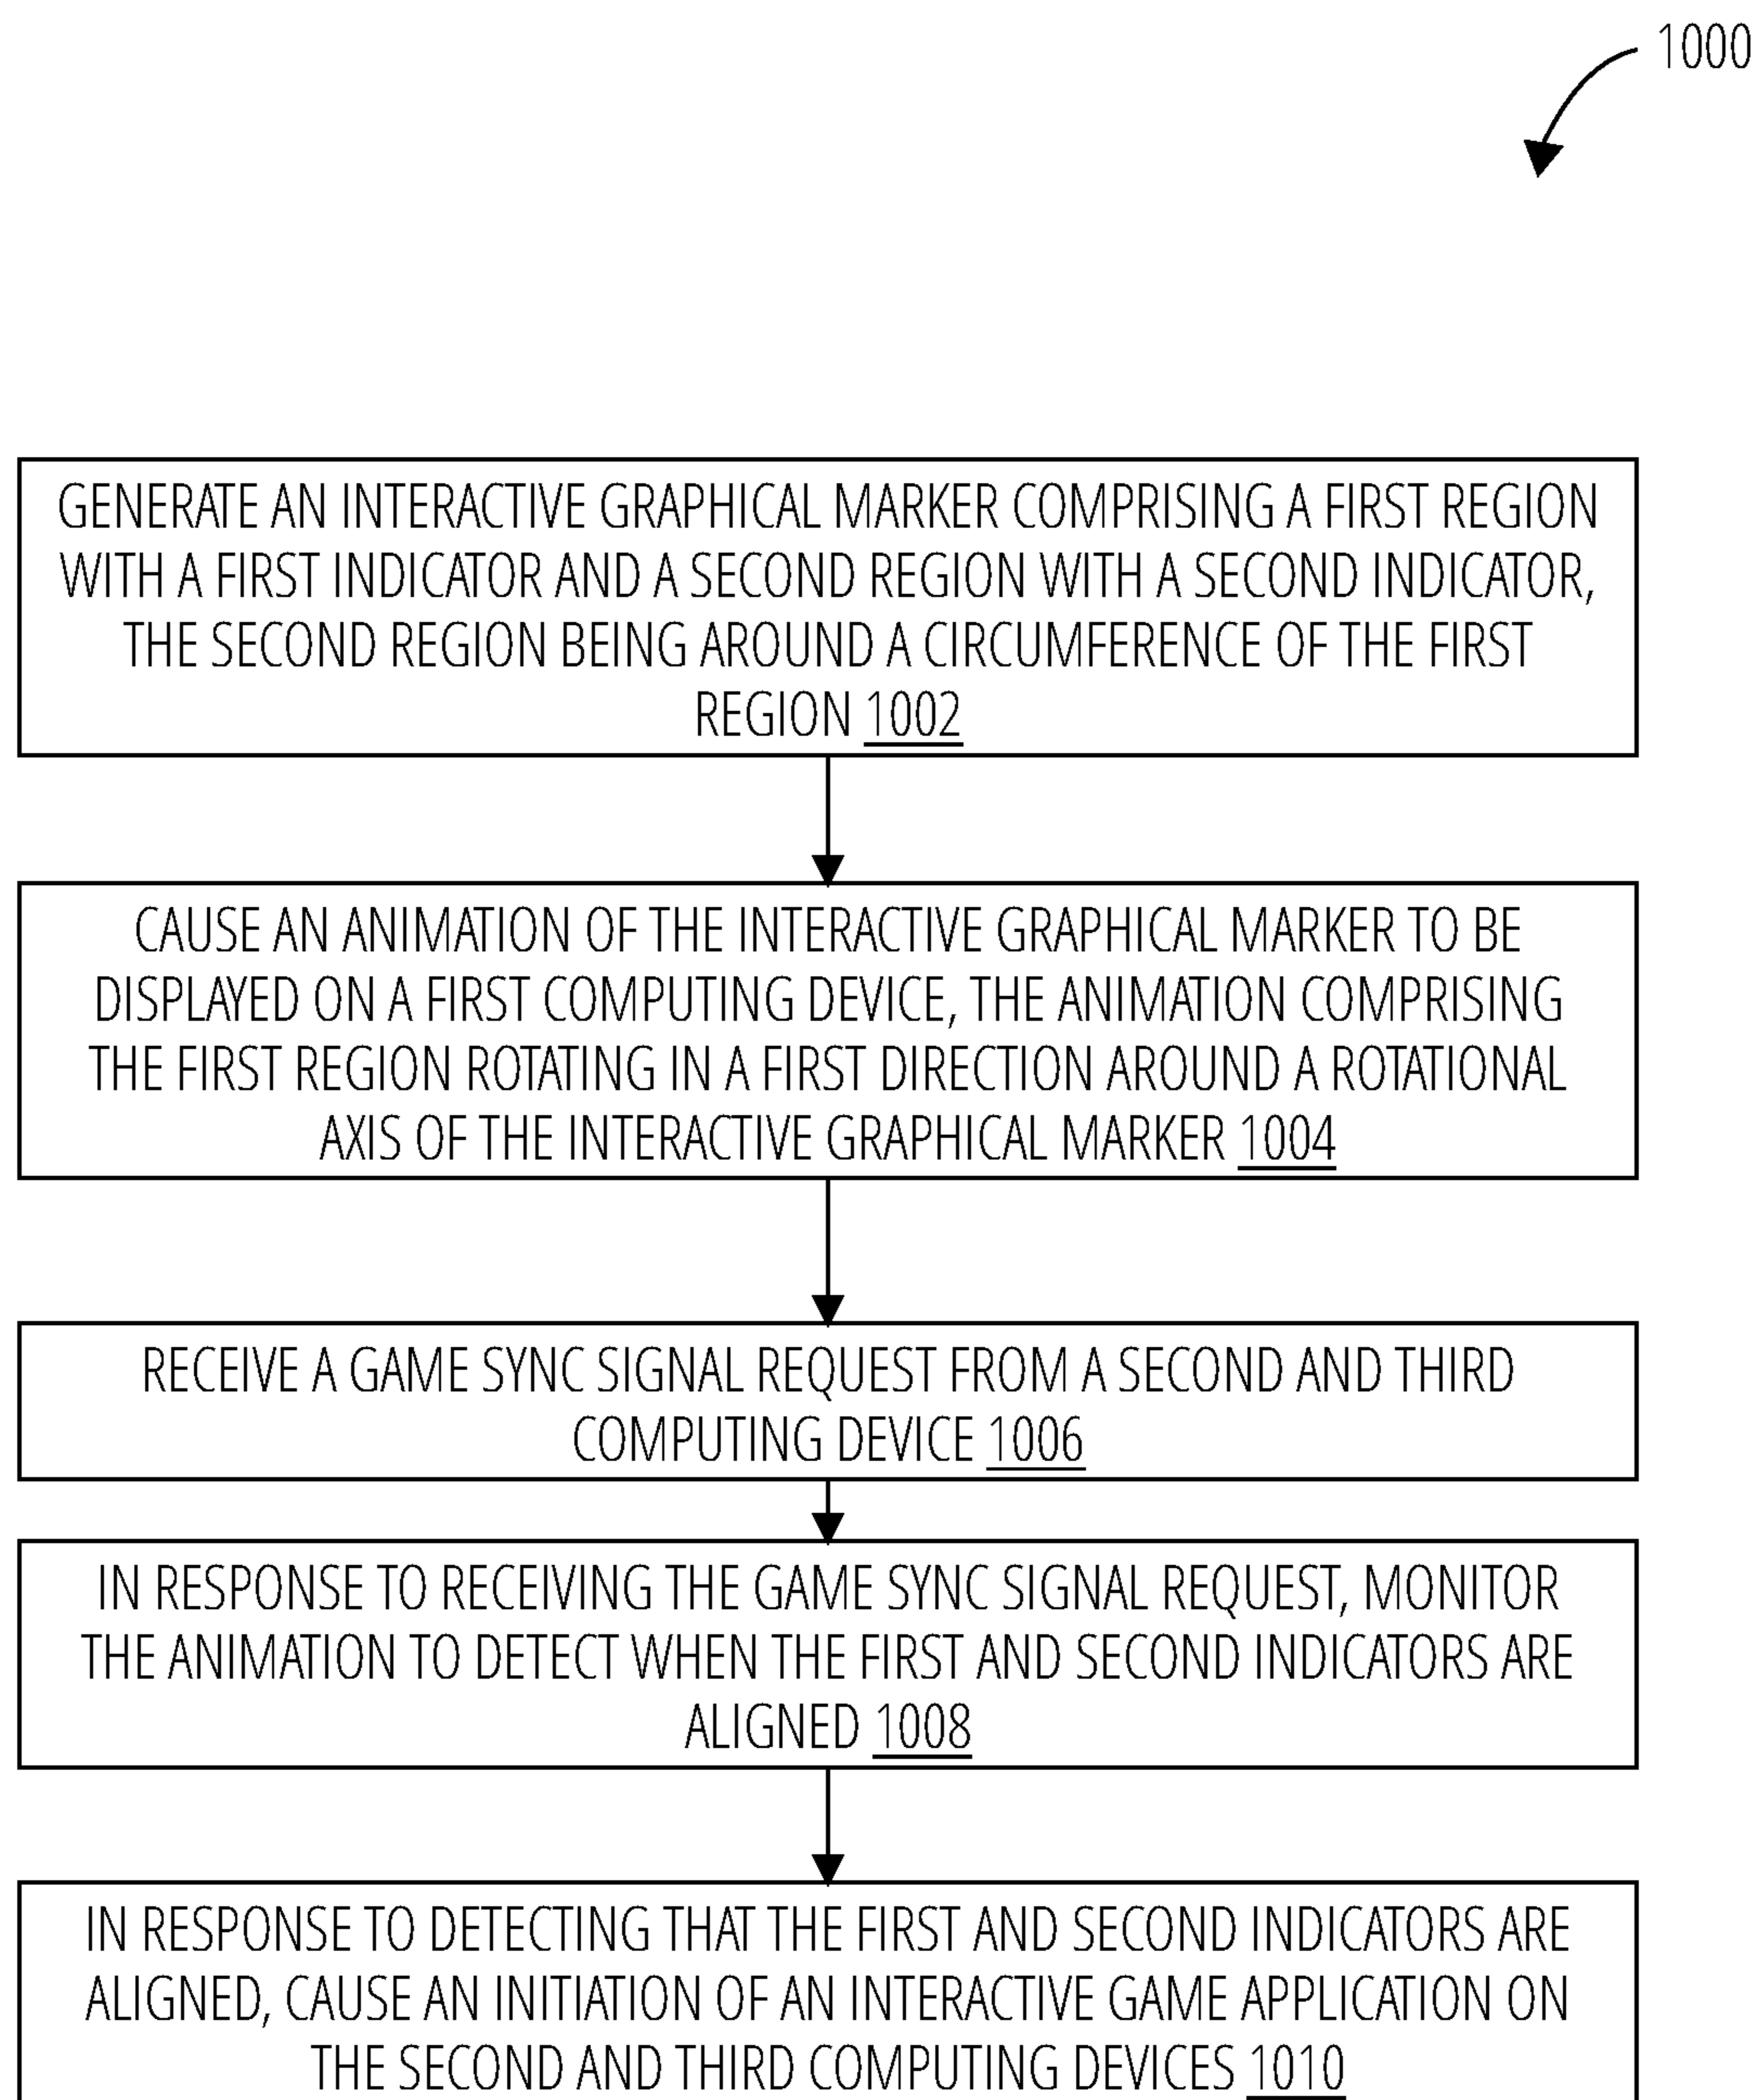 1000
GENERATE AN INTERACTIVE GRAPHICAL MARKER COMPRISING A FIRST REGION
WITH A FIRST INDICATOR AND A SECOND REGION WITH A SECOND INDICATOR,
THE SECOND REGION BEING AROUND A CIRCUMFERENCE OF THE FIRST
REGION 1002
CAUSE AN ANIMATION OF THE INTERACTIVE GRAPHICAL MARKER TO BE
DISPLAYED ON A FIRST COMPUTING DEVICE, THE ANIMATION COMPRISING
THE FIRST REGION ROTATING IN A FIRST DIRECTION AROUND A ROTATIONAL
AXIS OF THE INTERACTIVE GRAPHICAL MARKER 1004
RECEIVE A GAME SYNC SIGNAL REQUEST FROM A SECOND AND THIRD
COMPUTING DEVICE 1006
IN RESPONSE TO RECEIVING THE GAME SYNC SIGNAL REQUEST, MONITOR
THE ANIMATION TO DETECT WHEN THE FIRST AND SECOND INDICATORS ARE
ALIGNED 1008
IN RESPONSE TO DETECTING THAT THE FIRST AND SECOND INDICATORS ARE
ALIGNED, CAUSE AN INITIATION OF AN INTERACTIVE GAME APPLICATION ON
THE SECOND AND THIRD COMPUTING DEVICES 1010